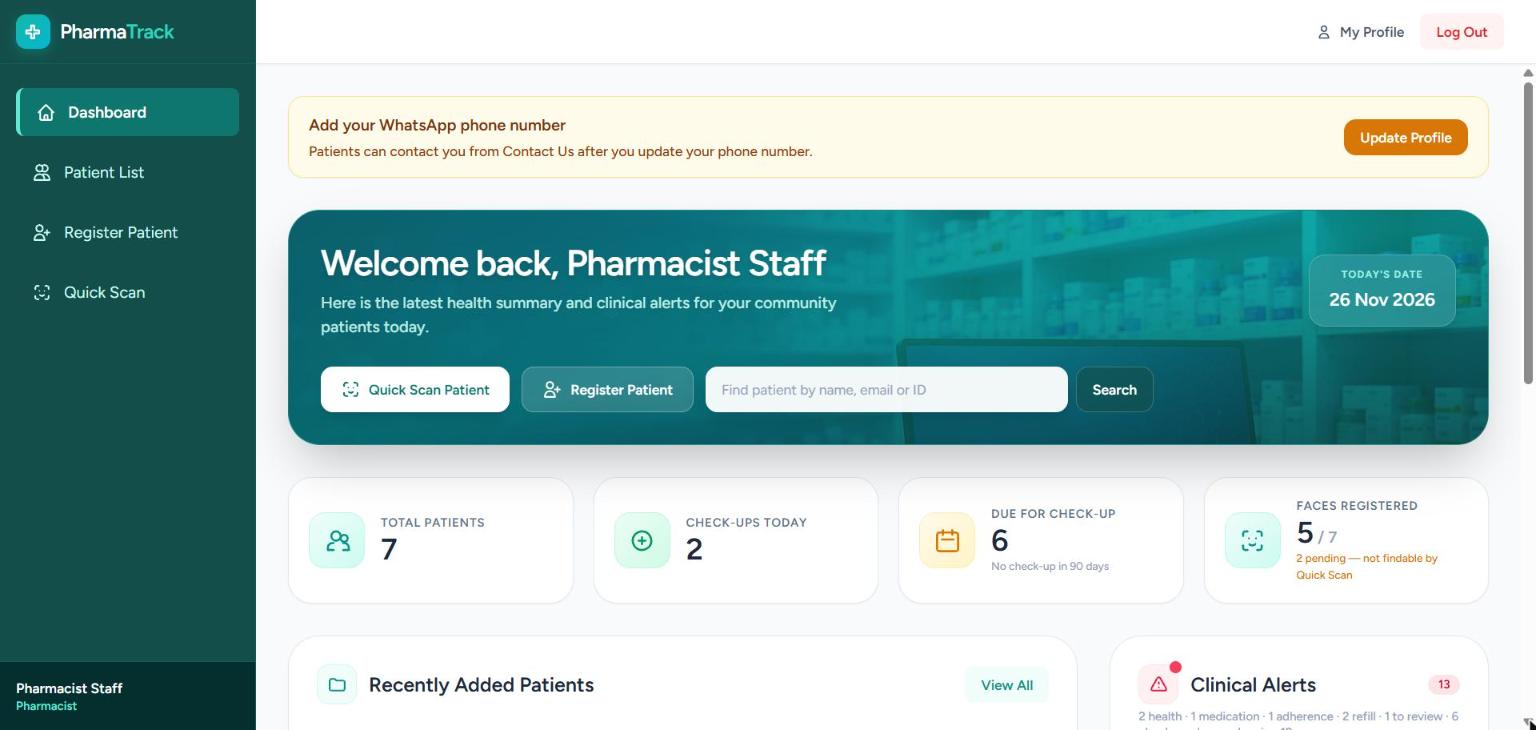 PharmaTrack
My Profile
Log Out
Dashboard
Patient List
Register Patient
Quick Scan
Add your WhatsApp phone number
Patients can contact you from Contact Us after you update your phone number.
Update Profile
Welcome back, Pharmacist Staff
Here is the latest health summary and clinical alerts for your community
patients today.
TODAY'S DATE
26 Nov 2026
Quick Scan Patient
Register Patient
Find patient by name, email or ID
Search
TOTAL PATIENTS
7
CHECK-UPS TODAY
2
DUE FOR CHECK-UP
6
No check-up in 90 days
FACES REGISTERED
5 / 7
2 pending — not findable by
Quick Scan
Recently Added Patients
View All
Clinical Alerts
13
2 health · 1 medication · 1 adherence · 2 refill · 1 to review · 6
Pharmacist Staff
Pharmacist